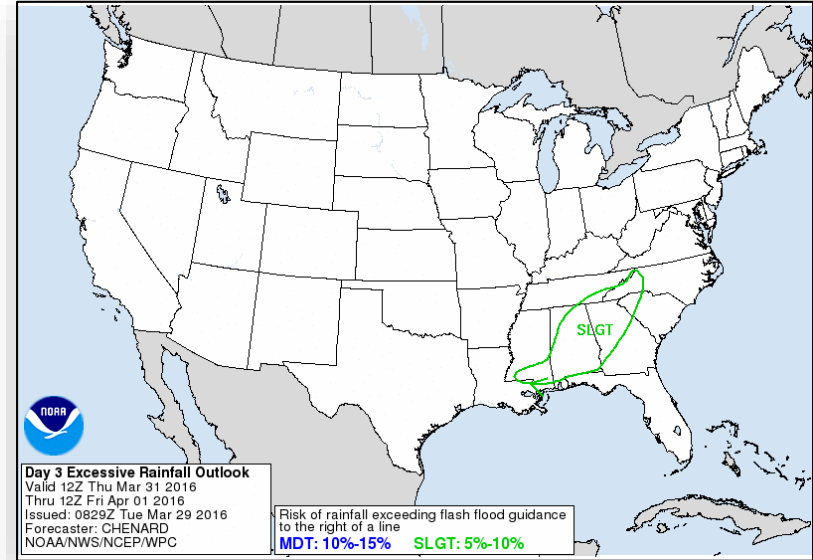 SLGT
NOAA
Day 3 Excessive Rainfall Outlook
Valid 12Z Thu Mar 31 2016
Thru 12Z Fri Apr 01 2016
Issued: 0829Z Tue Mar 29 2016
Forecaster: CHENARD
NOAA/NWS/NCEP/WPC
Risk of rainfall exceeding flash flood guidance
to the right of a line
MDT: 10%-15% SLGT: 5%-10%